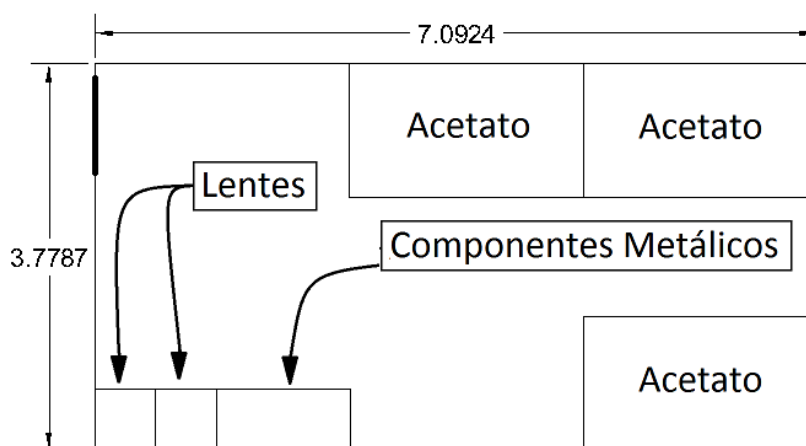 7.0924
Acetato
Acetato
Lentes
Componentes Metálicos
3.7787
Acetato